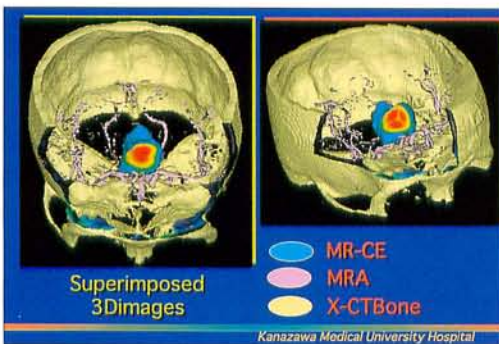 Superimposed
3Dimages
MR-CE
MRA
X-CTBone
Kanazawa Medical University Hospital